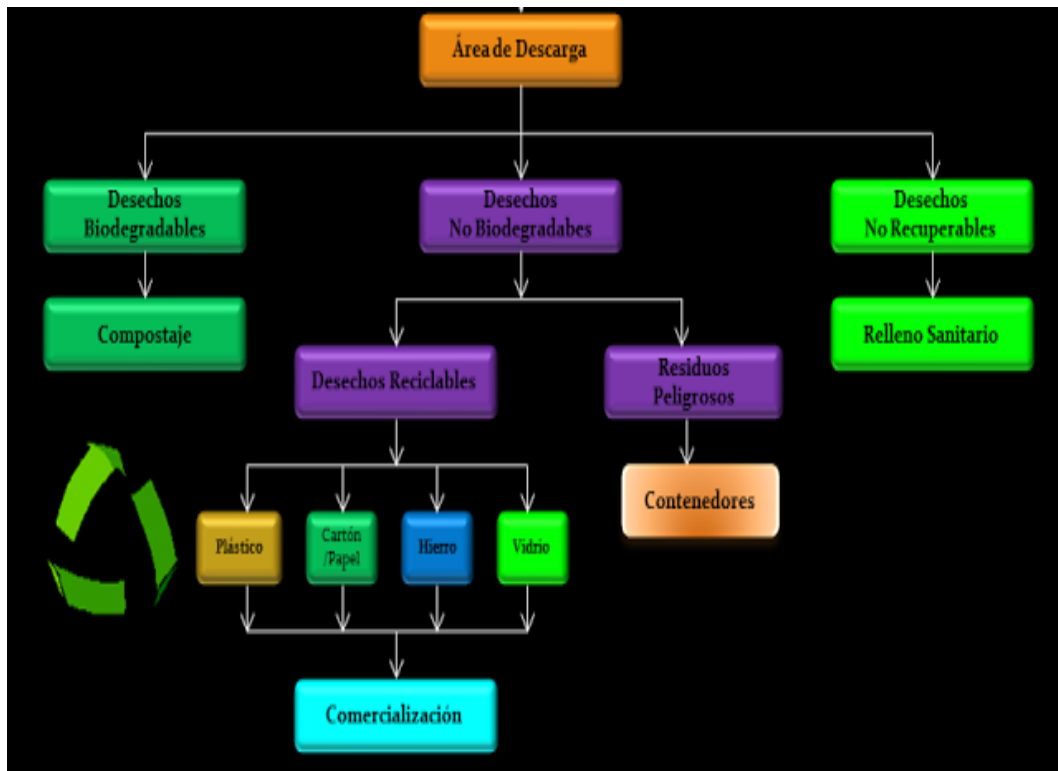 Área de Descarga
Desechos
Biodegradables
Desechos
No Biodegradabes
Desechos
No Recuperables
Compostaje
Relleno Sanitario
Desechos Reciclables
Residuos
Peligrosos
Contenedores
Plástico
Cartón
/Papel
Hierro
Vidrio
Comercialización